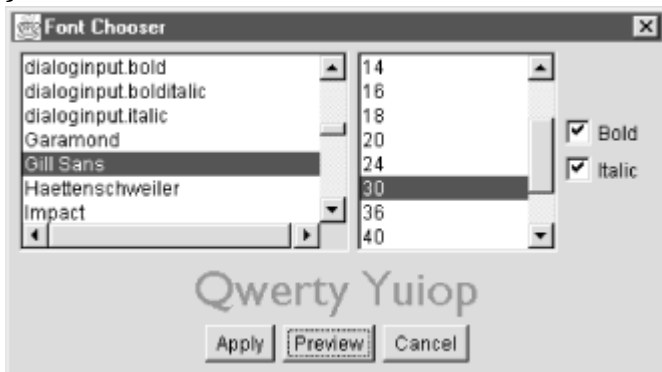 Font Chooser
dialoginput.bold
dialoginput.bolditalic
dialoginput.italic
Garamond
Gill Sans
Haettenschweiler
Impact
14
16
18
20
24
30
36
40
Bold
Italic
Qwerty Yuiop
Apply Preview Cancel